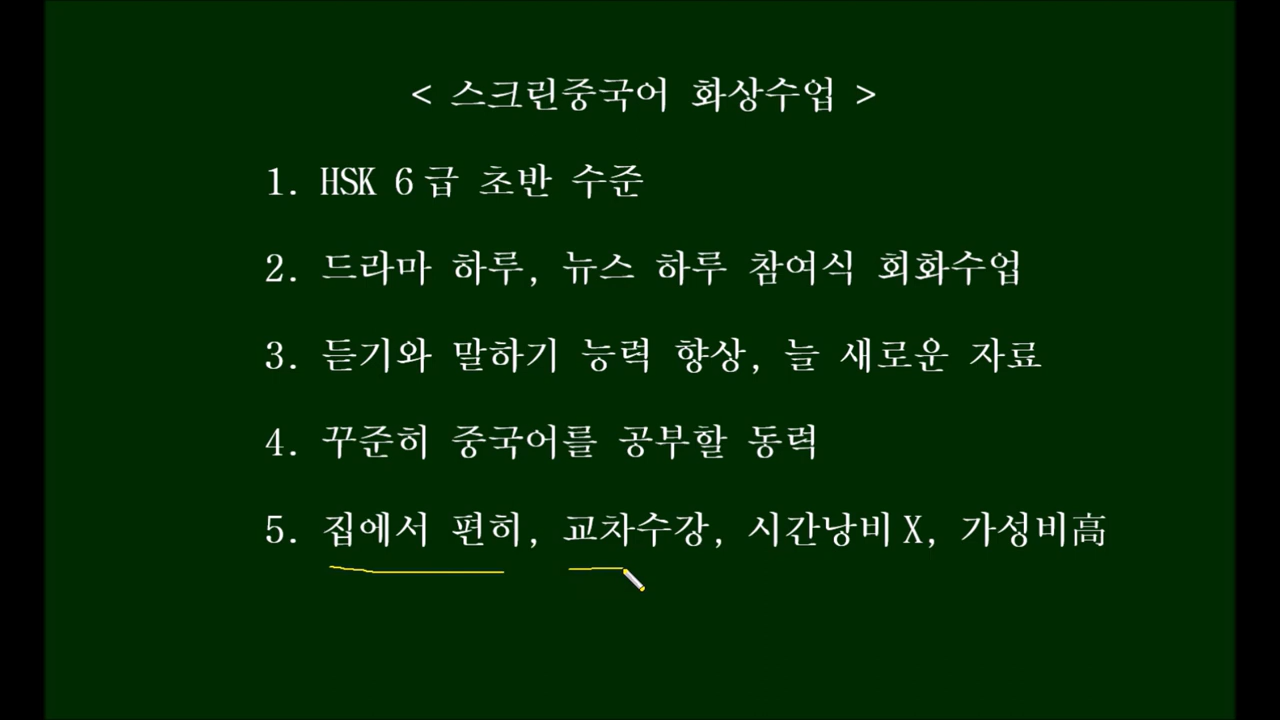 < 스크린중국어 화상수업 >
1. HSK 6급 초반 수준
2. 드라마 하루, 뉴스 하루 참여식 회화수업
3. 듣기와 말하기 능력 향상, 늘 새로운 자료
4. 꾸준히 중국어를 공부할 동력
5. 집에서 편히, 교차수강, 시간낭비X, 가성비高